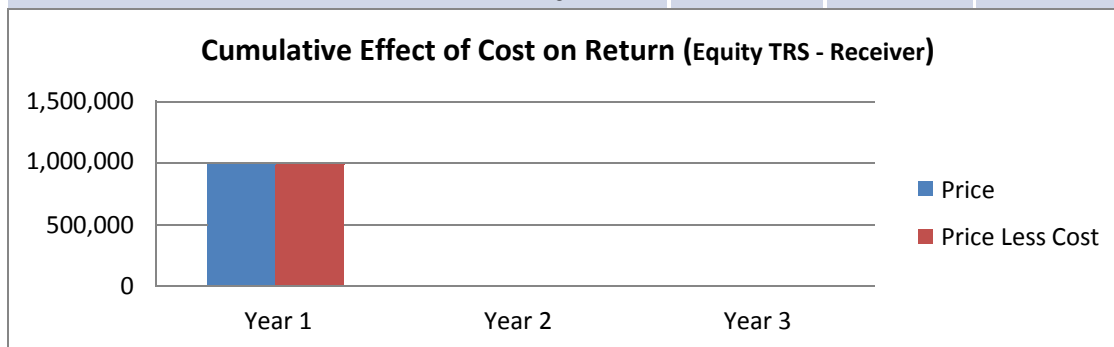 Cumulative Effect of Cost on Return (Equity TRS - Receiver)
1,500,000
1,000,000
500,000
0
Year 1 Year 2 Year 3
Price
Price Less Cost